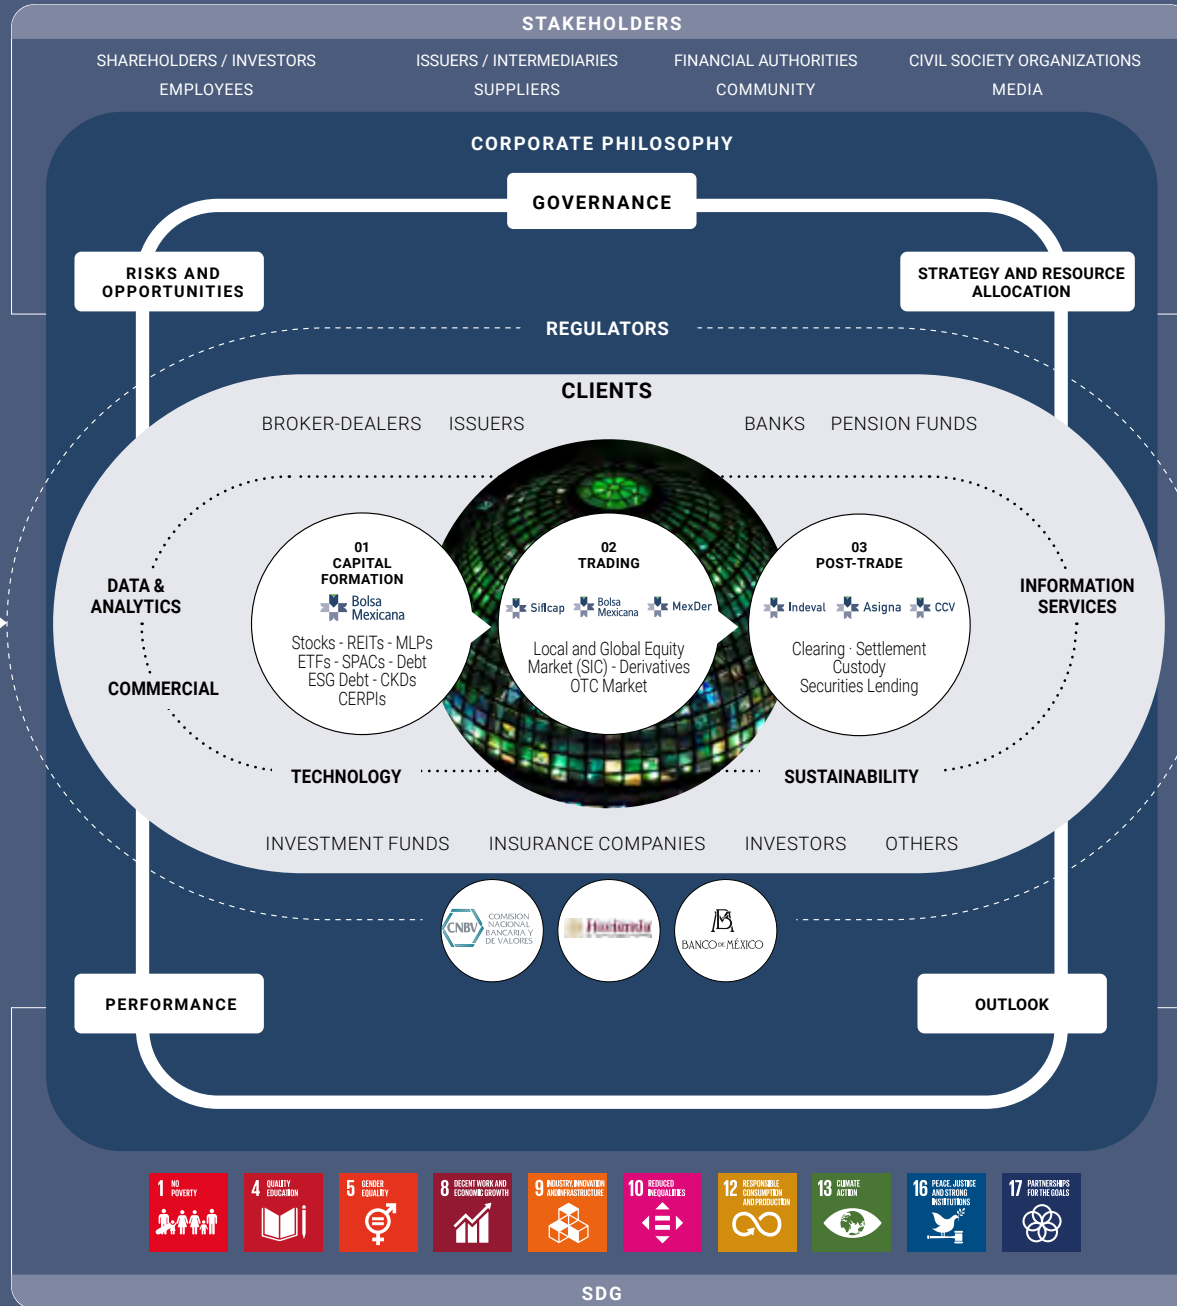 STAKEHOLDERS
SHAREHOLDERS / INVESTORS
ISSUERS / INTERMEDIARIES
FINANCIAL AUTHORITIES
CIVIL SOCIETY ORGANIZATIONS
EMPLOYEES
SUPPLIERS
COMMUNITY
MEDIA
CORPORATE PHILOSOPHY
GOVERNANCE
RISKS AND
OPPORTUNITIES
STRATEGY AND RESOURCE
ALLOCATION
REGULATORS
CLIENTS
BROKER-DEALERS
ISSUERS
BANKS
PENSION FUNDS
DATA &
ANALYTICS
COMMERCIAL
01
CAPITAL
FORMATION
Bolsa
Mexicana
Stocks - REITs - MLPs
ETFs - SPACs - Debt
ESG Debt - CKDs
CERPIs
02
TRADING
Sificap
Bolsa
Mexicana
MexDer
Local and Global Equity
Market (SIC) - Derivatives
OTC Market
03
POST-TRADE
Indeval
Asigna
CCV
Clearing · Settlement
Custody
Securities Lending
INFORMATION
SERVICES
TECHNOLOGY
SUSTAINABILITY
INVESTMENT FUNDS
INSURANCE COMPANIES
INVESTORS
OTHERS
CNBV
COMISION
NACIONAL
BANCARIA Y
DE VALORES
Hacienda
BANCO DE MÉXICO
PERFORMANCE
OUTLOOK
1 NO
POVERTY
4 QUALITY
EDUCATION
5 GENDER
EQUALITY
8 DECENT WORK AND
ECONOMIC GROWTH
9 INDUSTRY, INNOVATION
AND INFRASTRUCTURE
10 REDUCED
INEQUALITIES
12 RESPONSIBLE
CONSUMPTION
AND PRODUCTION
13 CLIMATE
ACTION
16 PEACE, JUSTICE
AND STRONG
INSTITUTIONS
17 PARTNERSHIPS
FOR THE GOALS
SDG